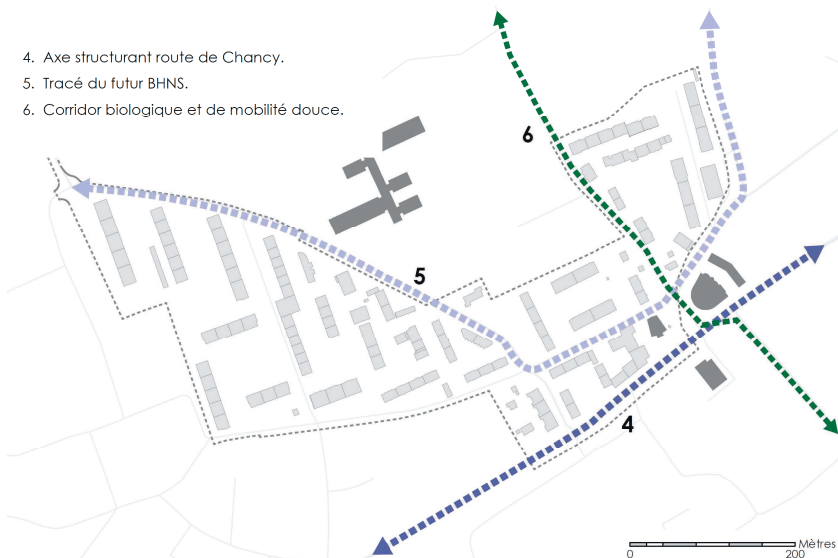 4. Axe structurant route de Chancy.
5. Tracé du futur BHNS.
6. Corridor biologique et de mobilité douce.
6
5
4
Mètres
0 200